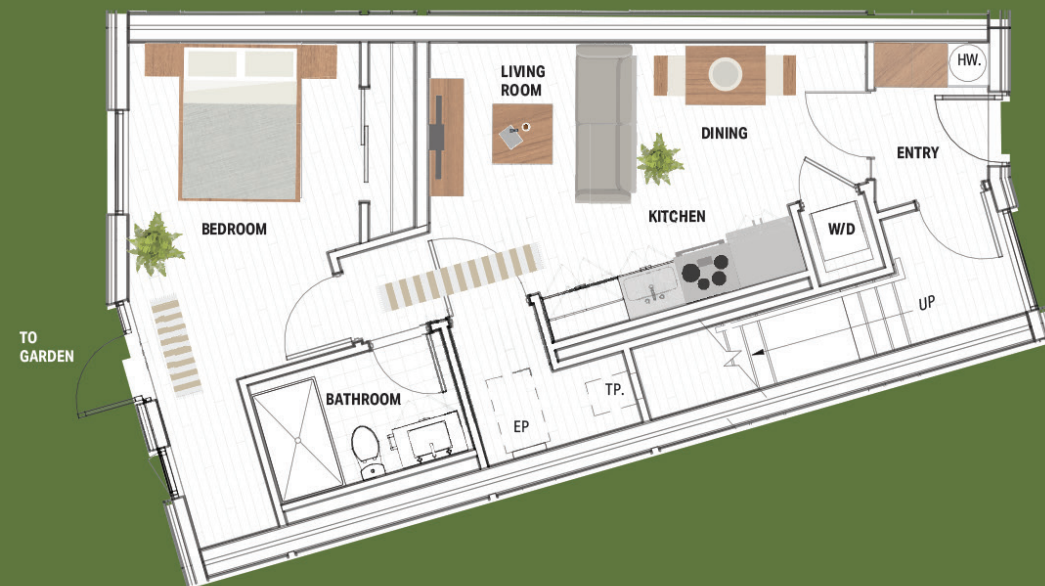 HW.
LIVING
ROOM
DINING
ENTRY
KITCHEN
BEDROOM
W/D
UP
TO
GARDEN
BATHROOM
TP.
EP